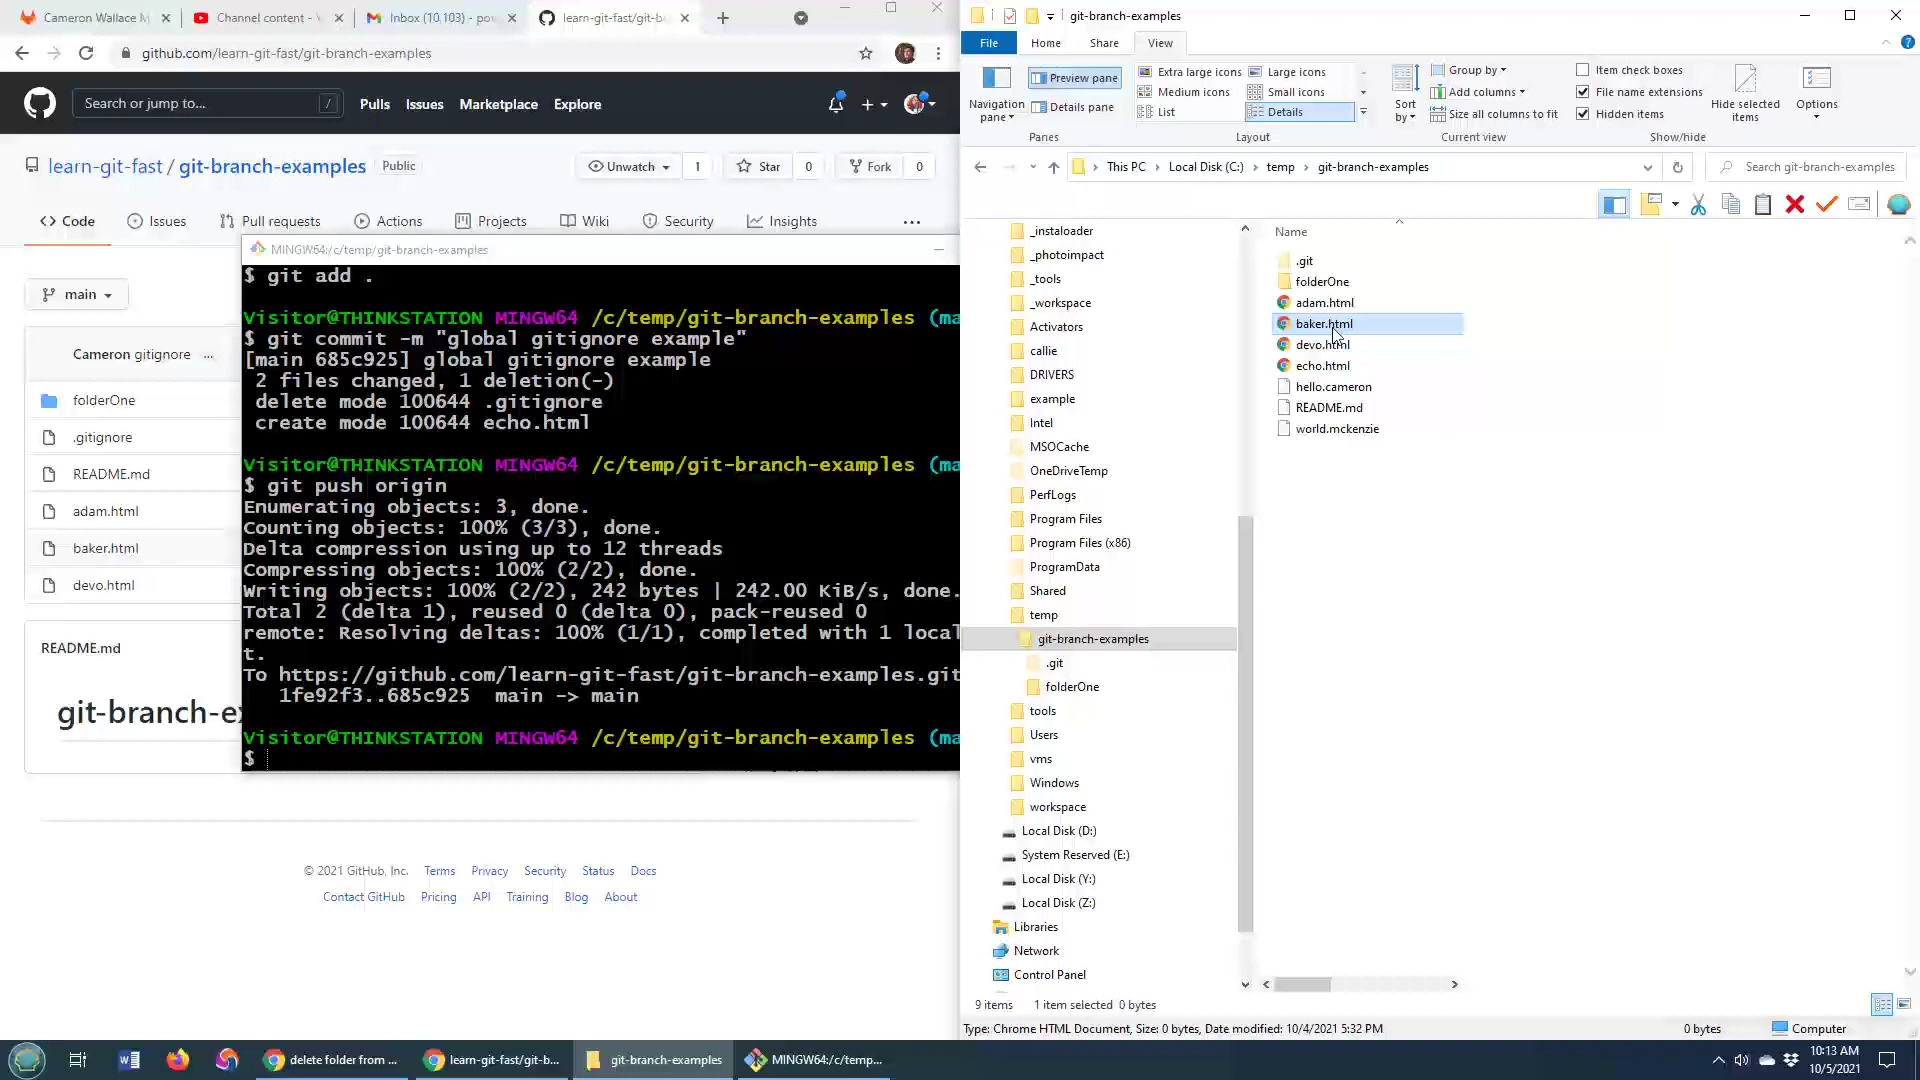 Cameron Wallace M
Channel content -
Inbox (10,103) - po
learn-git-fast/git-b
github.com/learn-git-fast/git-branch-examples
Search or jump to...
/
Pulls
Issues
Marketplace
Explore
learn-git-fast / git-branch-examples
Public
Unwatch
1
Star
0
Fork
0
Code
Issues
Pull requests
Actions
Projects
Wiki
Security
Insights
main
Cameron gitignore ...
folderOne
.gitignore
README.md
adam.html
baker.html
devo.html
README.md
git-branch-e
MINGW64:/c/temp/git-branch-examples
$ git add .
Visitor@THINKSTATION MINGW64 /c/temp/git-branch-examples (ma
$ git commit -m "global gitignore example"
[main 685c925] global gitignore example
2 files changed, 1 deletion(-)
delete mode 100644 .gitignore
create mode 100644 echo.html
Visitor@THINKSTATION MINGW64 /c/temp/git-branch-examples (ma
$ git push origin
Enumerating objects: 3, done.
Counting objects: 100% (3/3), done.
Delta compression using up to 12 threads
Compressing objects: 100% (2/2), done.
Writing objects: 100% (2/2), 242 bytes | 242.00 KiB/s, done.
Total 2 (delta 1), reused 0 (delta 0), pack-reused 0
remote: Resolving deltas: 100% (1/1), completed with 1 local
t.
To https://github.com/learn-git-fast/git-branch-examples.git
1fe92f3..685c925 main -> main
Visitor@THINKSTATION MINGW64 /c/temp/git-branch-examples (ma
$
© 2021 GitHub, Inc.
Terms
Privacy
Security
Status
Docs
Contact GitHub
Pricing
API
Training
Blog
About
git-branch-examples
File
Home
Share
View
Navigation pane
Preview pane
Details pane
Panes
Extra large icons
Large icons
Medium icons
Small icons
List
Details
Layout
Sort by
Group by
Add columns
Size all columns to fit
Current view
Item check boxes
File name extensions
Hidden items
Hide selected items
Options
Show/hide
This PC
Local Disk (C:)
temp
git-branch-examples
Search git-branch-examples
_instaloader
_photoimpact
_tools
_workspace
Activators
callie
DRIVERS
example
Intel
MSOCache
OneDriveTemp
PerfLogs
Program Files
Program Files (x86)
ProgramData
Shared
temp
git-branch-examples
.git
folderOne
tools
Users
vms
Windows
workspace
Local Disk (D:)
System Reserved (E:)
Local Disk (Y:)
Local Disk (Z:)
Libraries
Network
Control Panel
Name
.git
folderOne
adam.html
baker.html
devo.html
echo.html
hello.cameron
README.md
world.mckenzie
9 items
1 item selected 0 bytes
Type: Chrome HTML Document, Size: 0 bytes, Date modified: 10/4/2021 5:32 PM
0 bytes
Computer
delete folder from ...
learn-git-fast/git-b...
git-branch-examples
MINGW64:/c/temp...
10:13 AM
10/5/2021